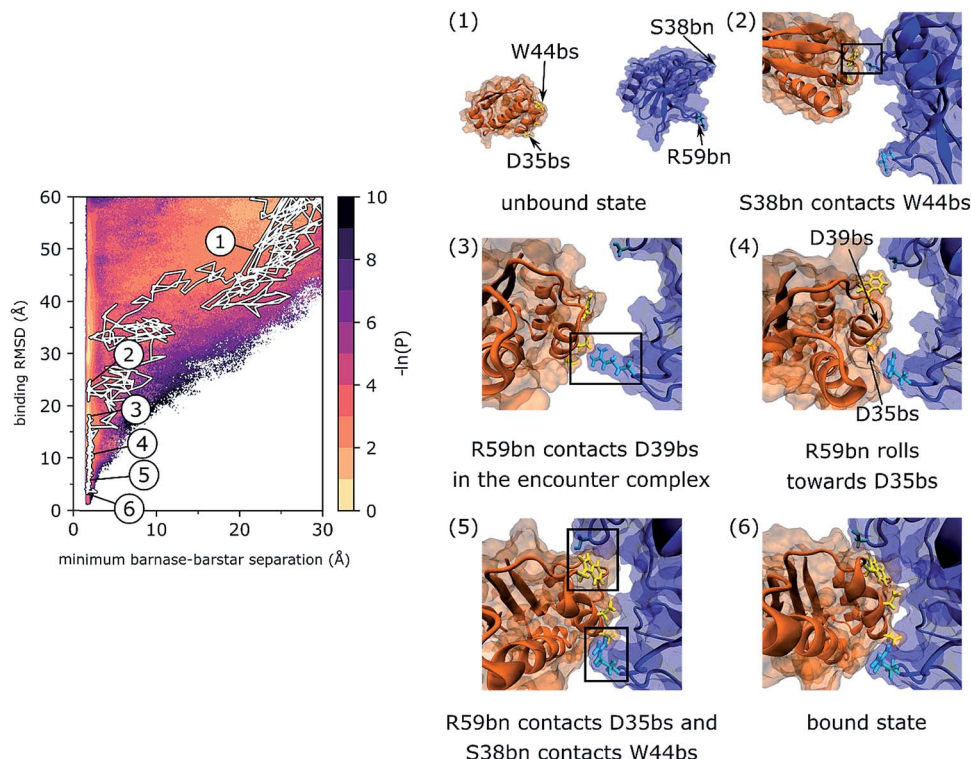 60
50
40
30
20
10
0
0
10
20
30
binding RMSD (Å)
minimum barnase-barstar separation (Å)
1
2
3
4
5
6
10
8
6
4
2
0
-ln(P)
(1)
W44bs
S38bn
D35bs
R59bn
unbound state
(2)
S38bn contacts W44bs
(3)
R59bn contacts D39bs
in the encounter complex
(4)
D39bs
D35bs
R59bn rolls
towards D35bs
(5)
R59bn contacts D35bs and
S38bn contacts W44bs
(6)
bound state